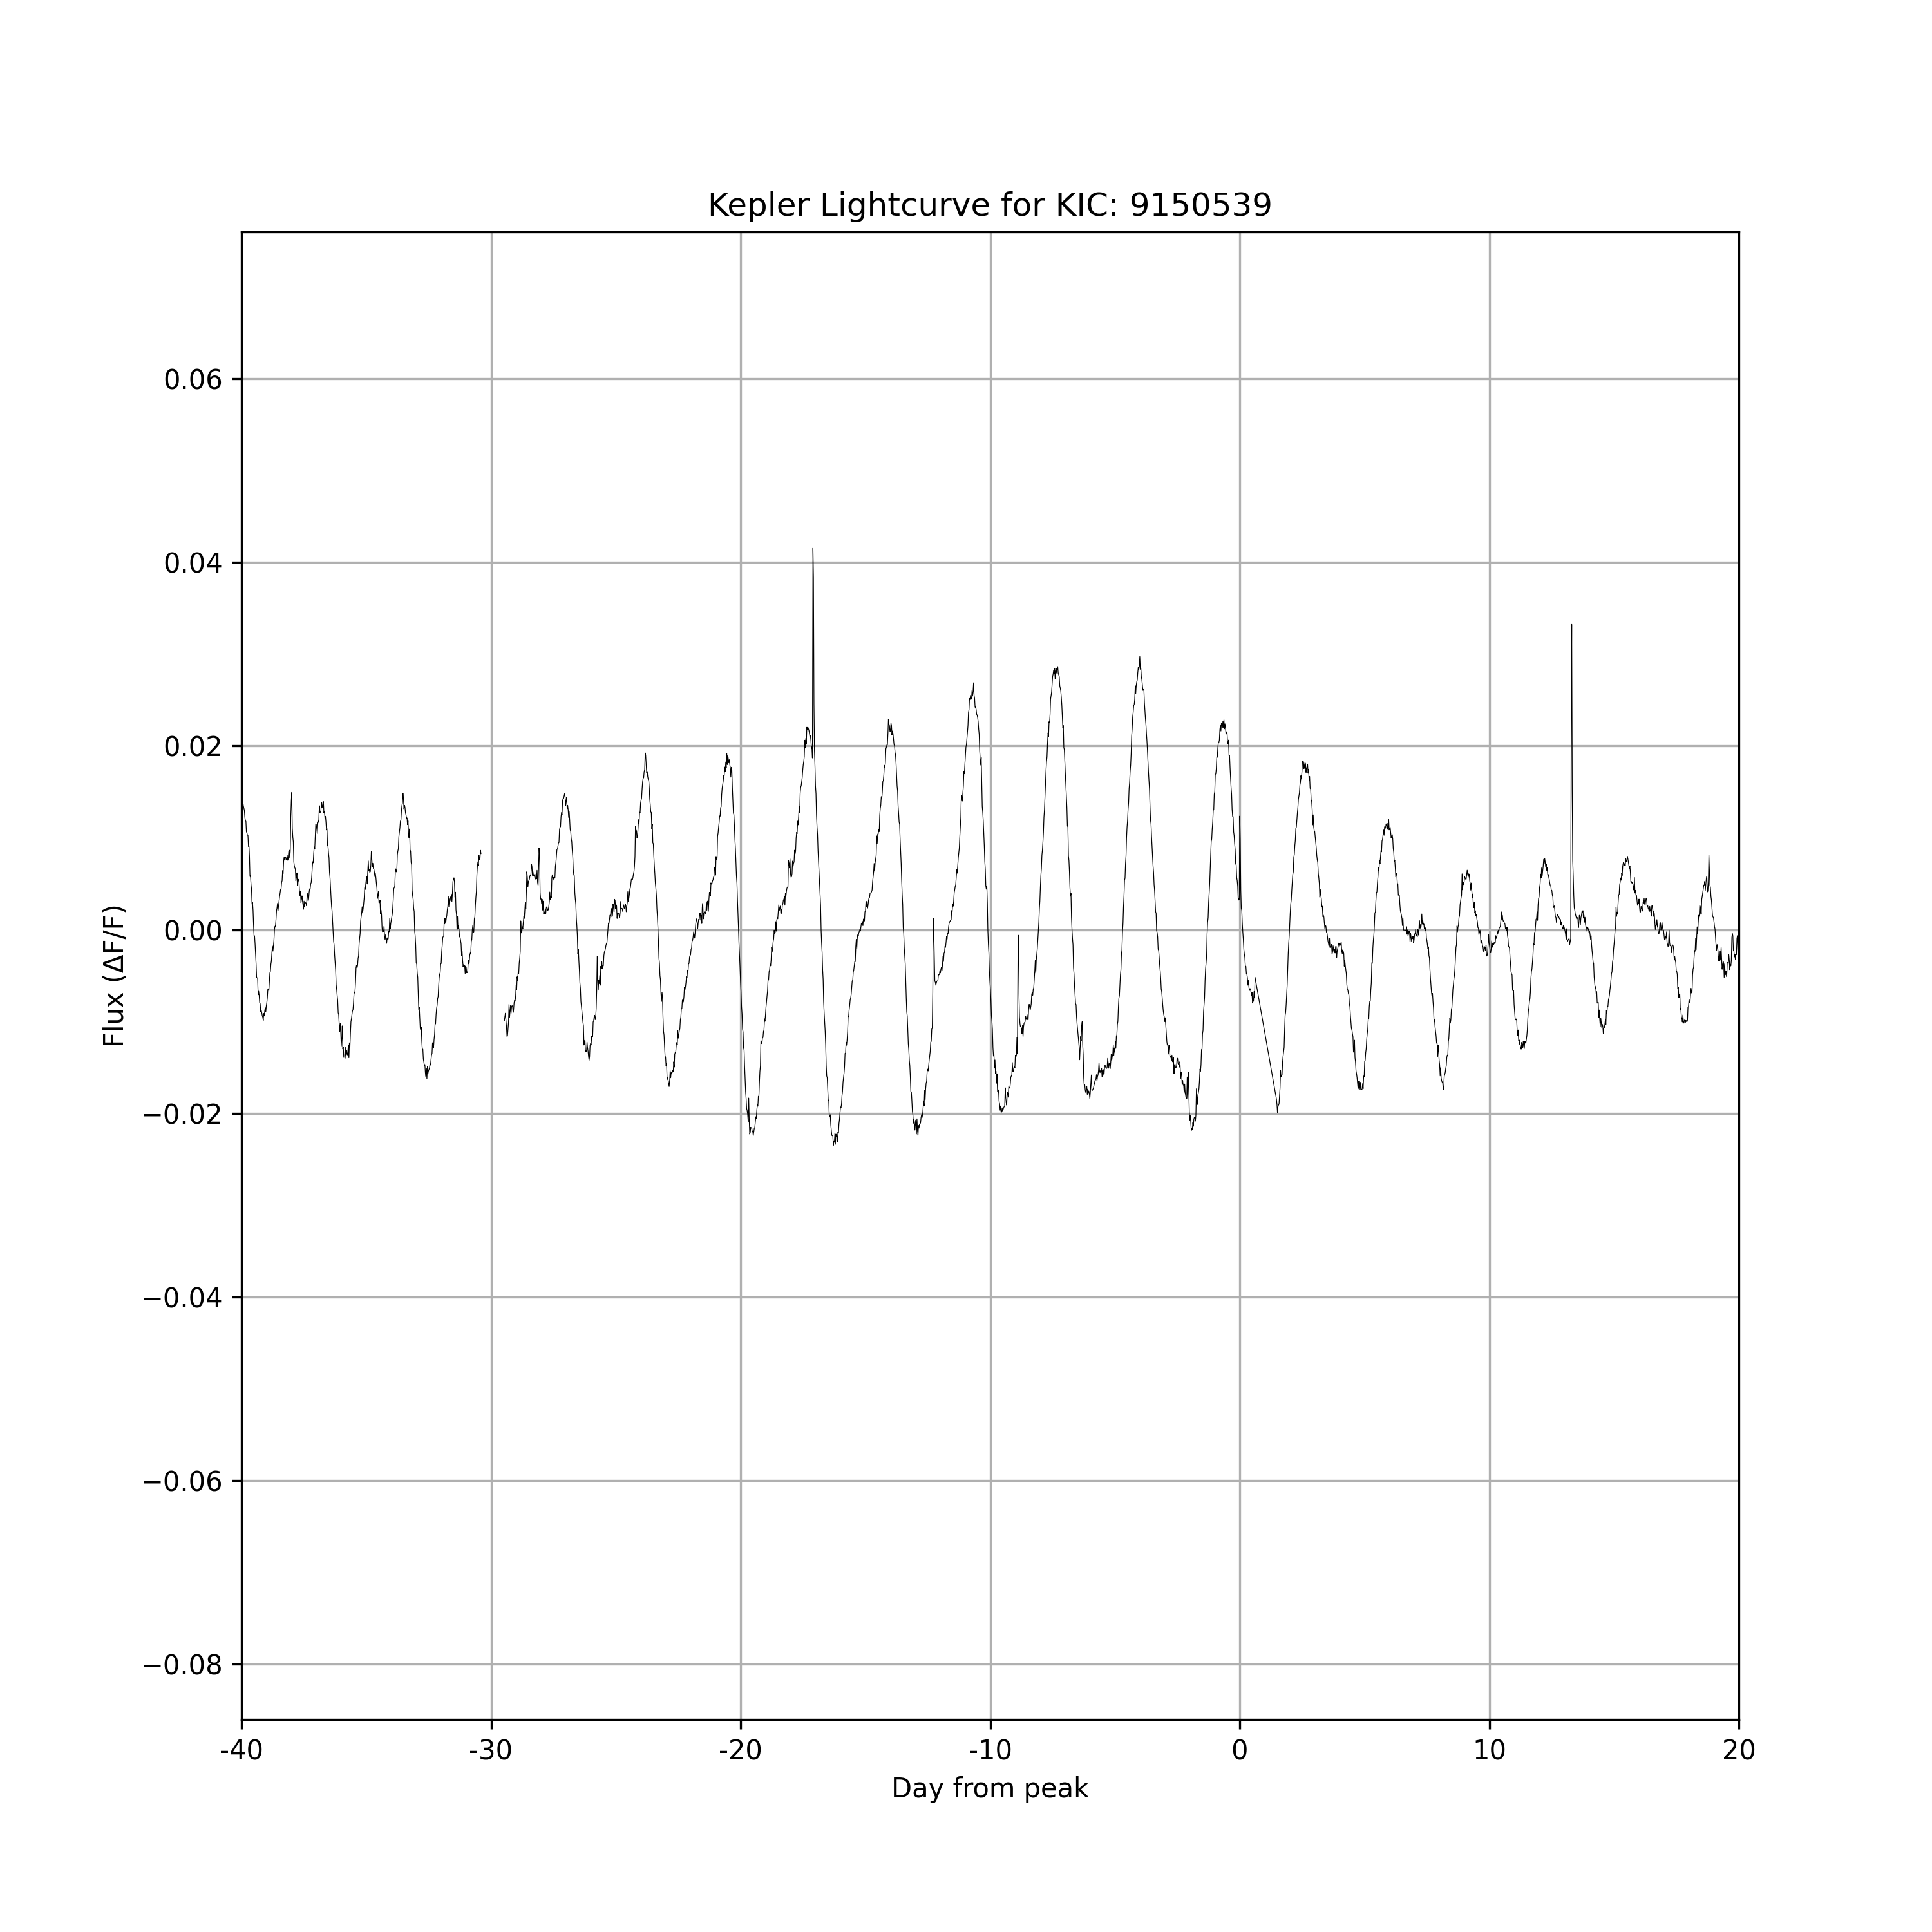 Kepler Lightcurve for KIC: 9150539
0.06
0.04
0.02
0.00
−0.02
−0.04
−0.06
−0.08
Flux (ΔF/F)
-40 -30 -20 -10 0 10 20
Day from peak